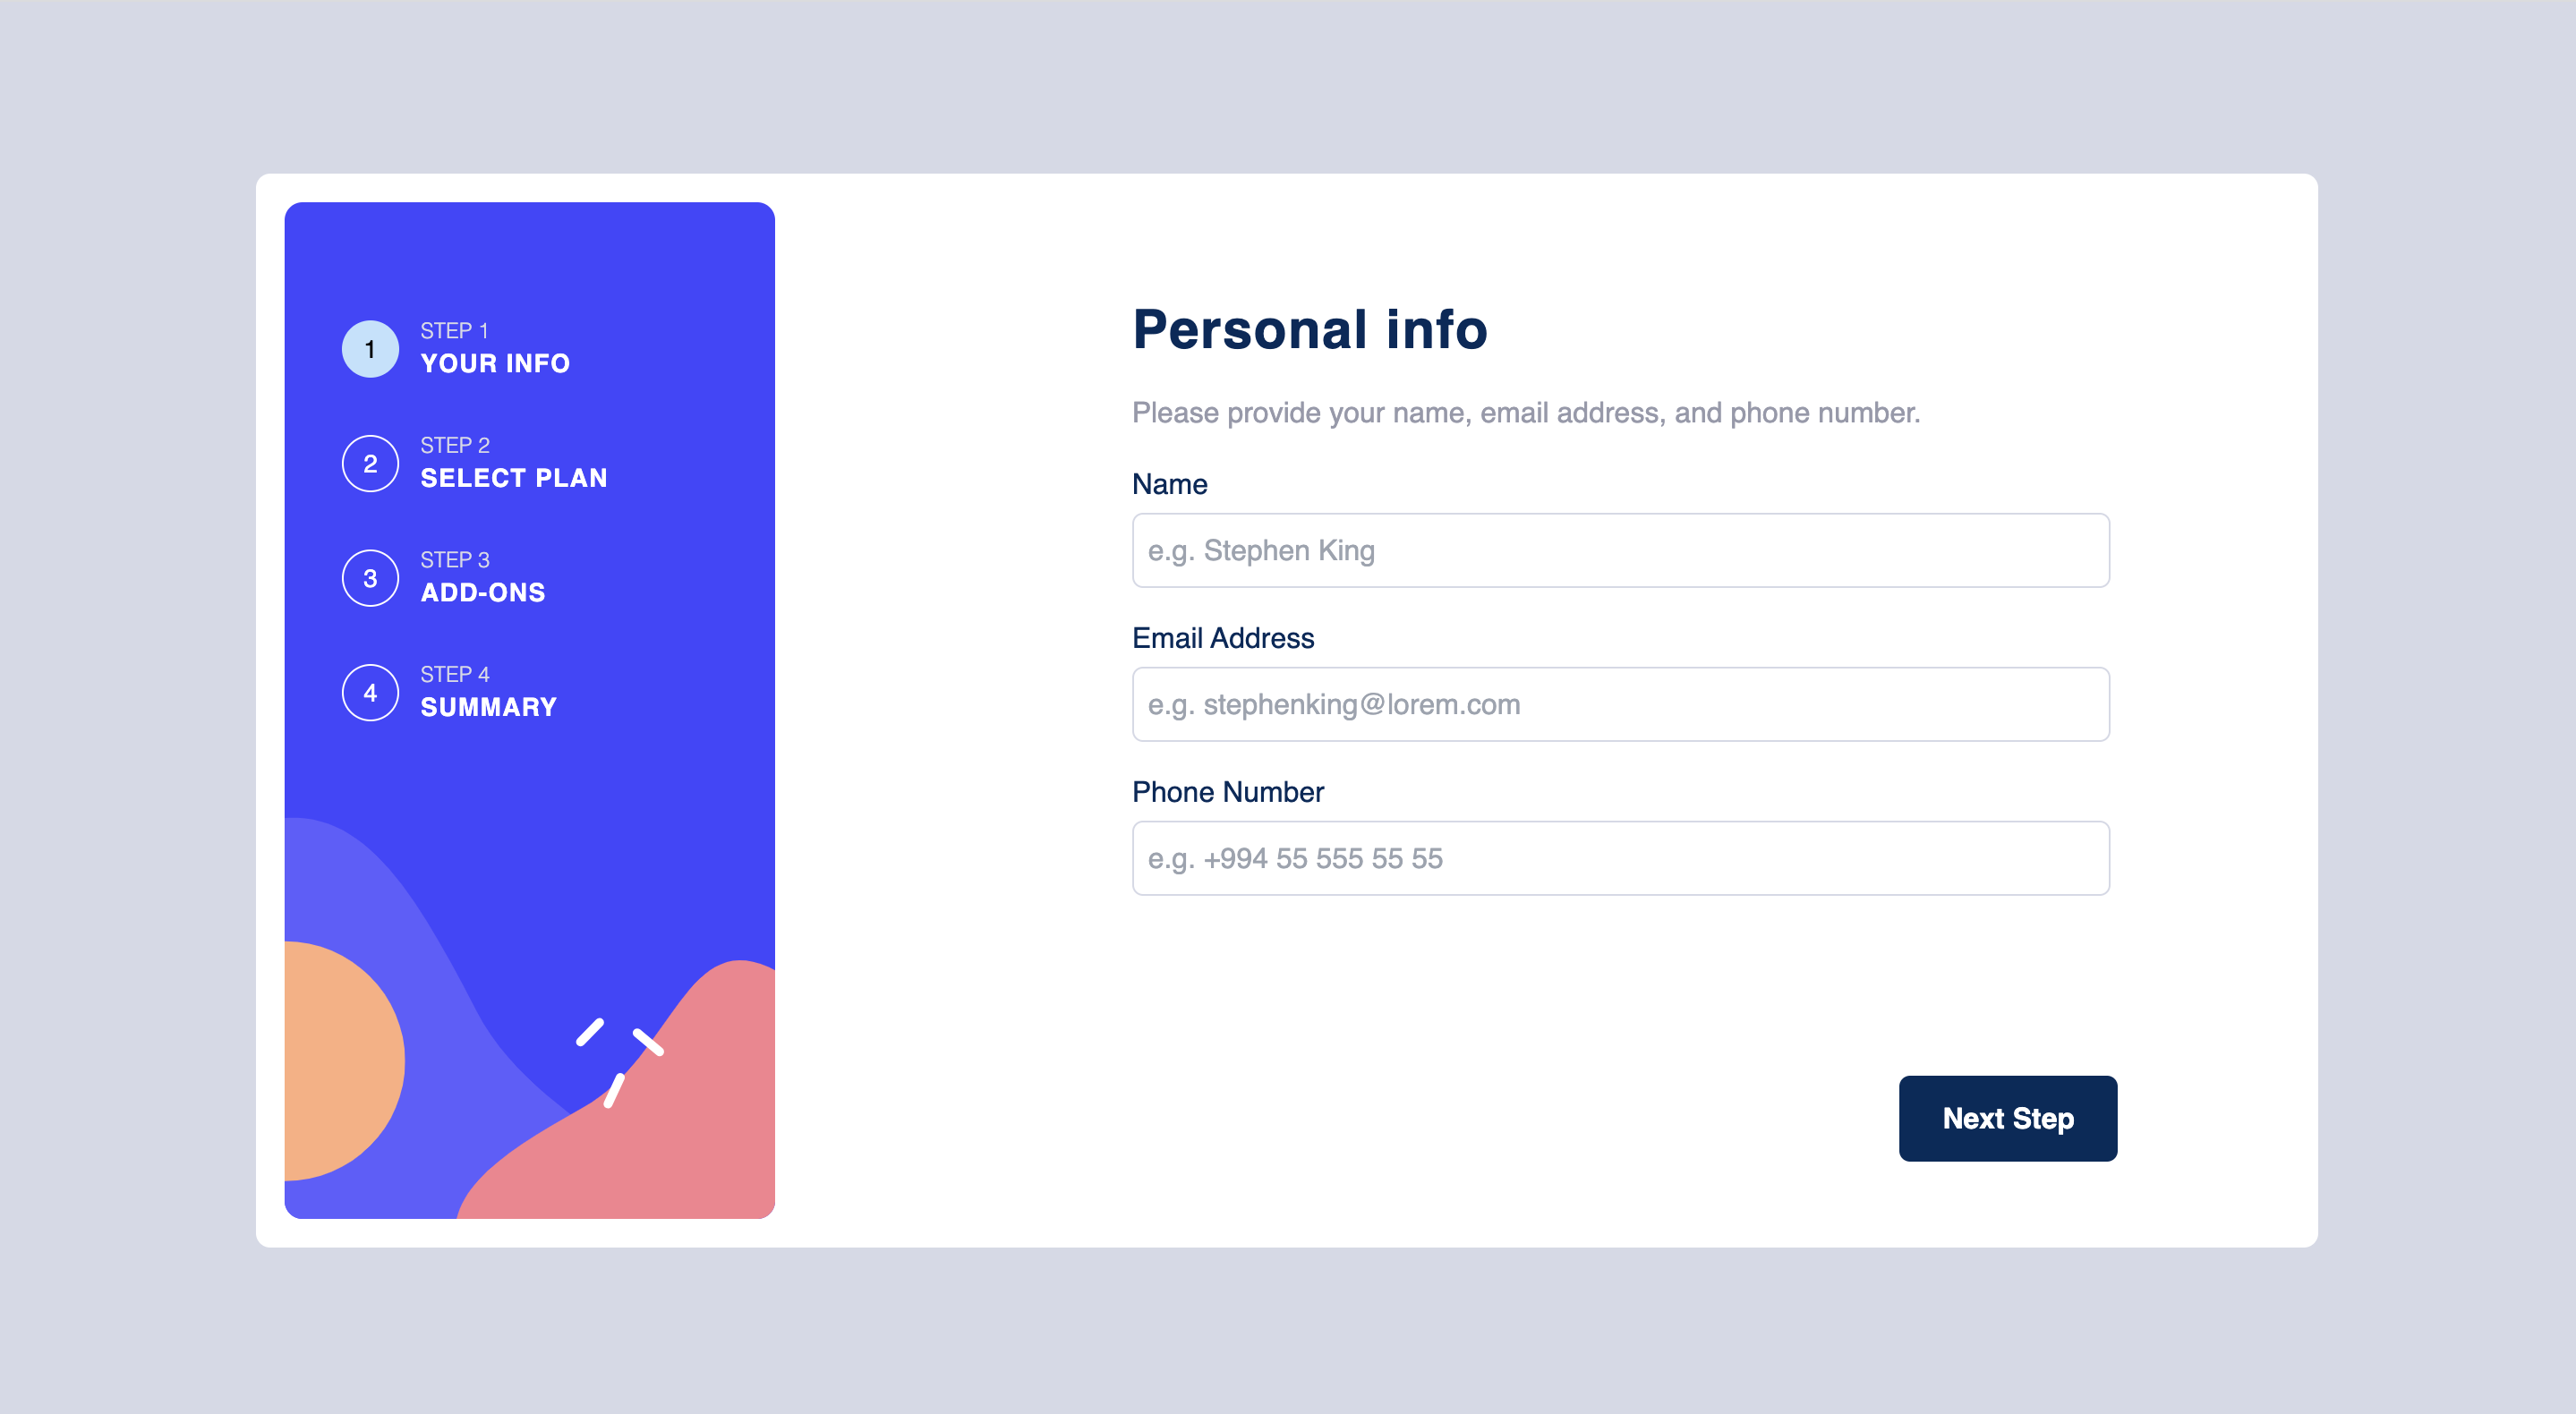 1
STEP 1
YOUR INFO
2
STEP 2
SELECT PLAN
3
STEP 3
ADD-ONS
4
STEP 4
SUMMARY
Personal info
Please provide your name, email address, and phone number.
Name
e.g. Stephen King
Email Address
e.g. stephenking@lorem.com
Phone Number
e.g. +994 55 555 55 55
Next Step